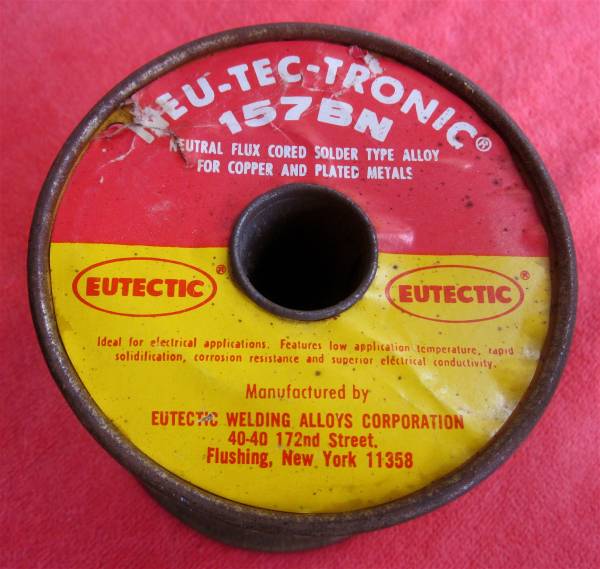 NEU-TEC-TRONIC®
157BN
NEUTRAL FLUX CORED SOLDER TYPE ALLOY
FOR COPPER AND PLATED METALS
EUTECTIC®
EUTECTIC®
Ideal for electrical applications. Features low application temperature, rapid
solidification, corrosion resistance and superior electrical conductivity.
Manufactured by
EUTECTIC WELDING ALLOYS CORPORATION
40-40 172nd Street,
Flushing, New York 11358